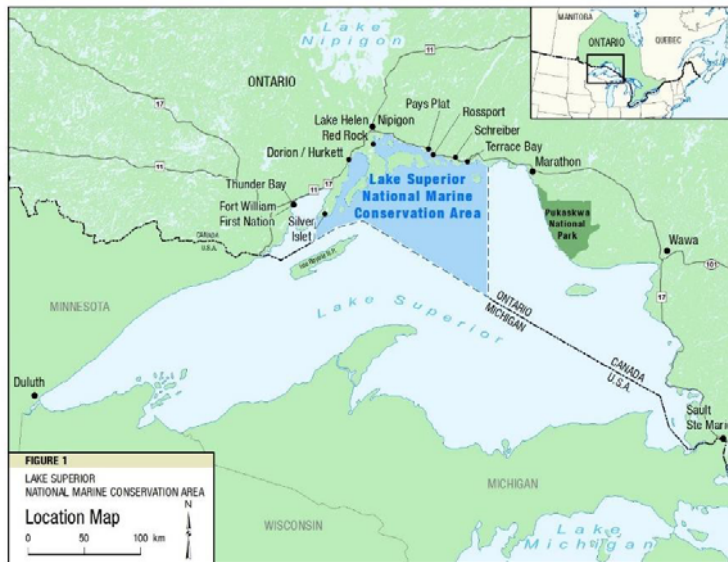 MANITOBA
ONTARIO
QUEBEC
Lake
Nipigon
11
ONTARIO
17
11
Lake Helen
Nipigon
Red Rock
Dorion / Hurkett
Pays Plat
Rossport
Schreiber
Terrace Bay
Marathon
Thunder Bay
11
17
Fort William
First Nation
Silver
Islet
Lake Superior
National Marine
Conservation Area
Pukaskwa
National
Park
Wawa
101
17
CANADA
U.S.A.
Isle Royale N.P.
MINNESOTA
Lake Superior
ONTARIO
MICHIGAN
CANADA
U.S.A.
Duluth
Sault
Ste Marie
MICHIGAN
WISCONSIN
Lake
Michigan
FIGURE 1
LAKE SUPERIOR
NATIONAL MARINE CONSERVATION AREA
Location Map
N
0 50 100 km